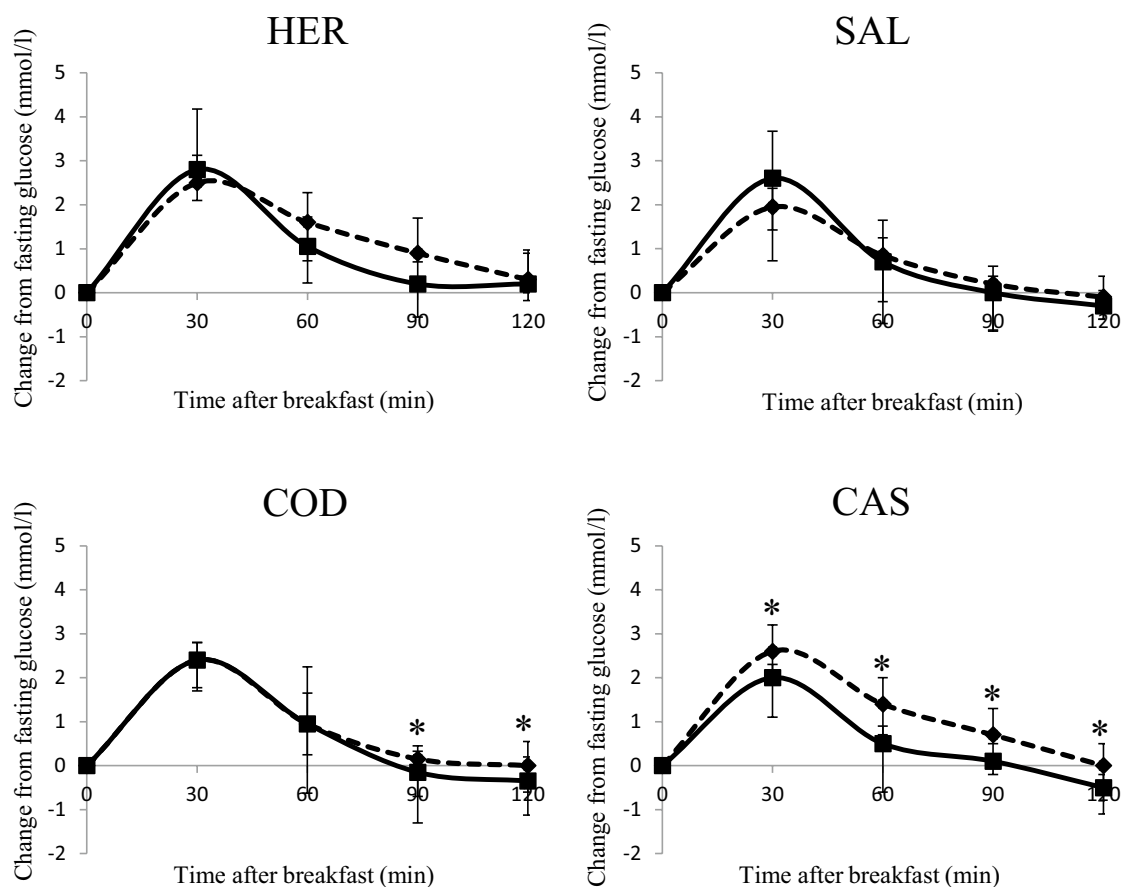 HER
Change from fasting glucose (mmol/l)
5
4
3
2
1
0
-1
-2
0 30 60 90 120
Time after breakfast (min)
SAL
Change from fasting glucose (mmol/l)
5
4
3
2
1
0
-1
-2
0 30 60 90 120
Time after breakfast (min)
COD
Change from fasting glucose (mmol/l)
5
4
3
2
1
0
-1
-2
* *
0 30 60 90 120
Time after breakfast (min)
CAS
Change from fasting glucose (mmol/l)
5
4
3
2
1
0
-1
-2
* * * *
0 30 60 90 120
Time after breakfast (min)